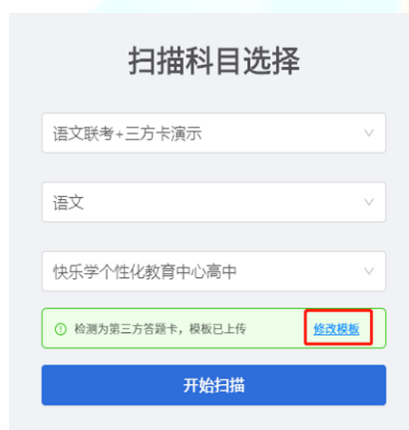 扫描科目选择
语文联考+三方卡演示
语文
快乐学个性化教育中心高中
检测为第三方答题卡，模板已上传 修改模板
开始扫描